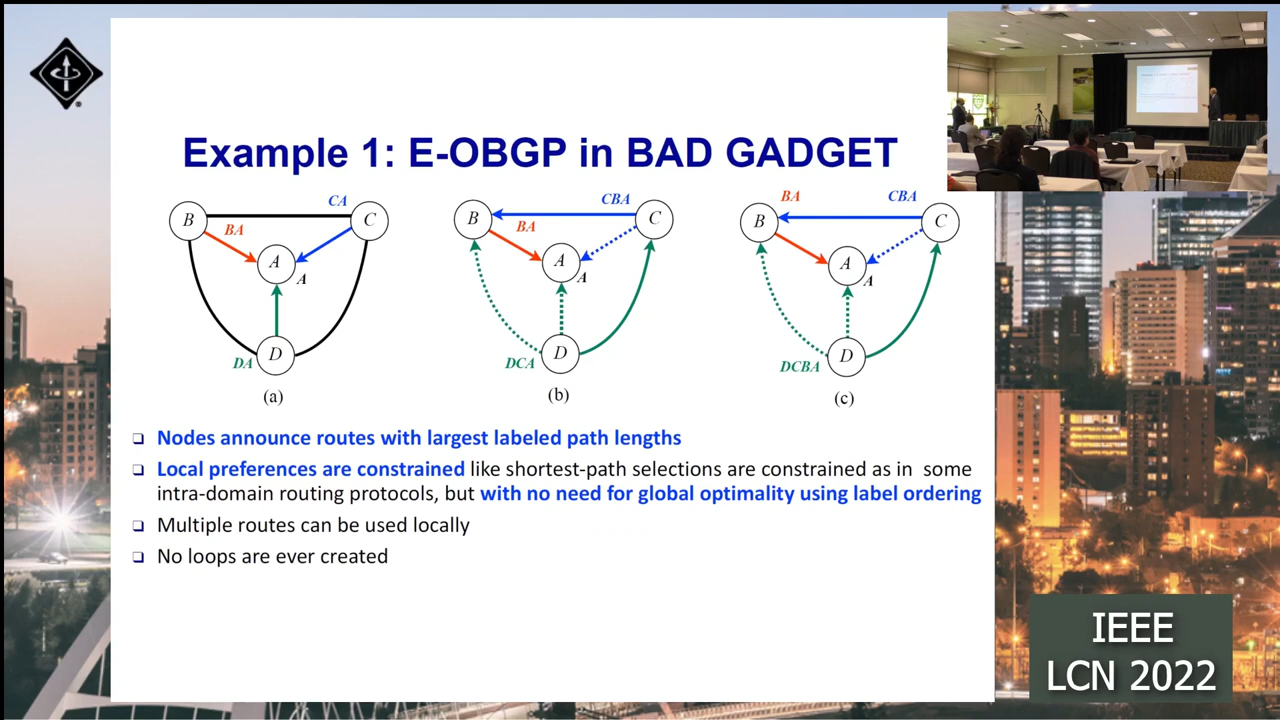 Example 1: E-OBGP in BAD GADGET
CA
B
C
BA
A
A
DA
D
(a)
CBA
B
C
BA
A
A
DCA
D
(b)
BA
CBA
B
C
A
A
DCBA
D
(c)
Nodes announce routes with largest labeled path lengths
Local preferences are constrained like shortest-path selections are constrained as in some
intra-domain routing protocols, but with no need for global optimality using label ordering
Multiple routes can be used locally
No loops are ever created
IEEE
LCN 2022